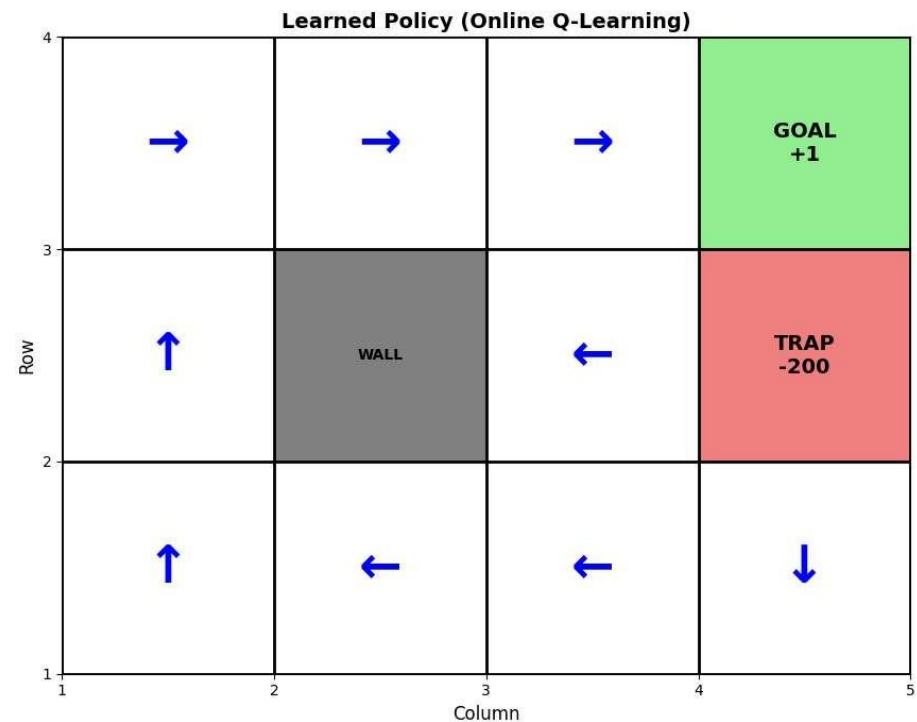 Learned Policy (Online Q-Learning)
4
→ → → GOAL
+1
3
Row
↑ WALL ← TRAP
-200
2
↑ ← ← ↓
1
1 2 3 4 5
Column